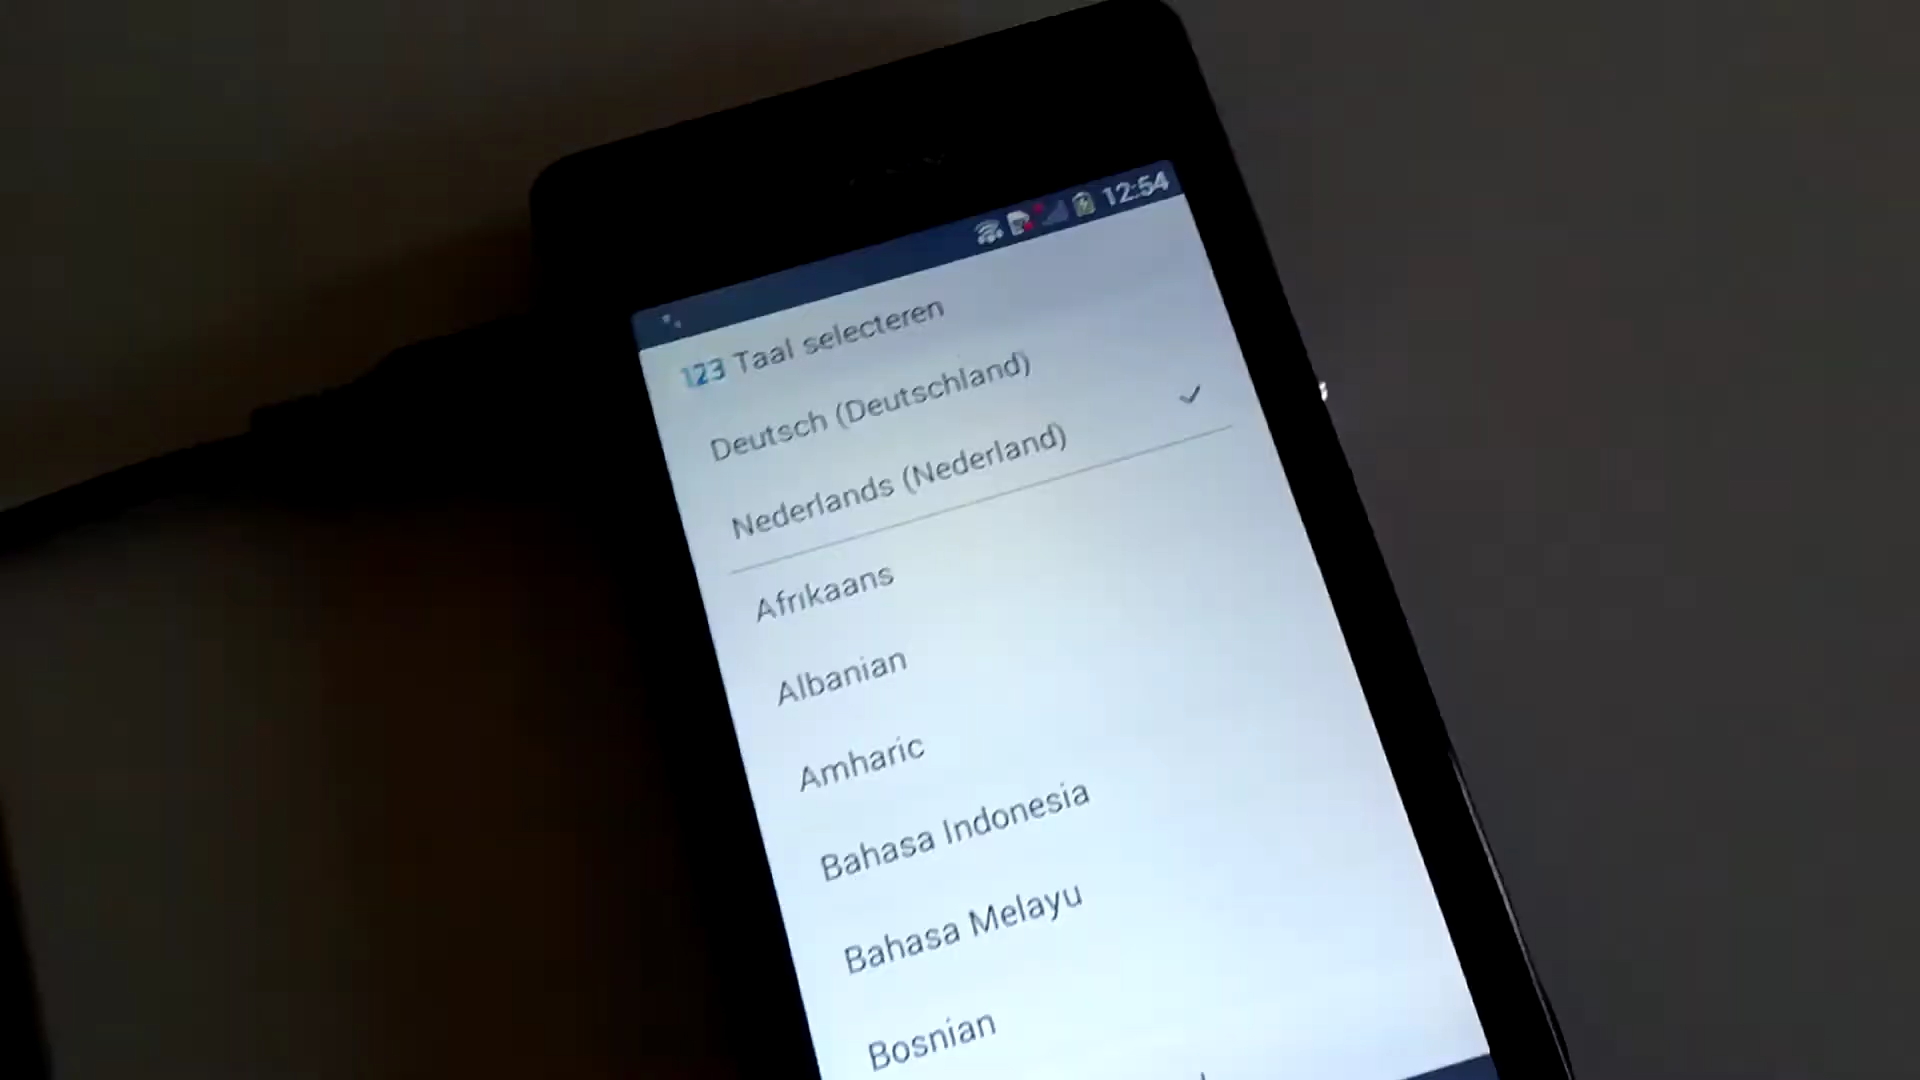 12:54
123 Taal selecteren
Deutsch (Deutschland)
Nederlands (Nederland)
Afrikaans
Albanian
Amharic
Bahasa Indonesia
Bahasa Melayu
Bosnian